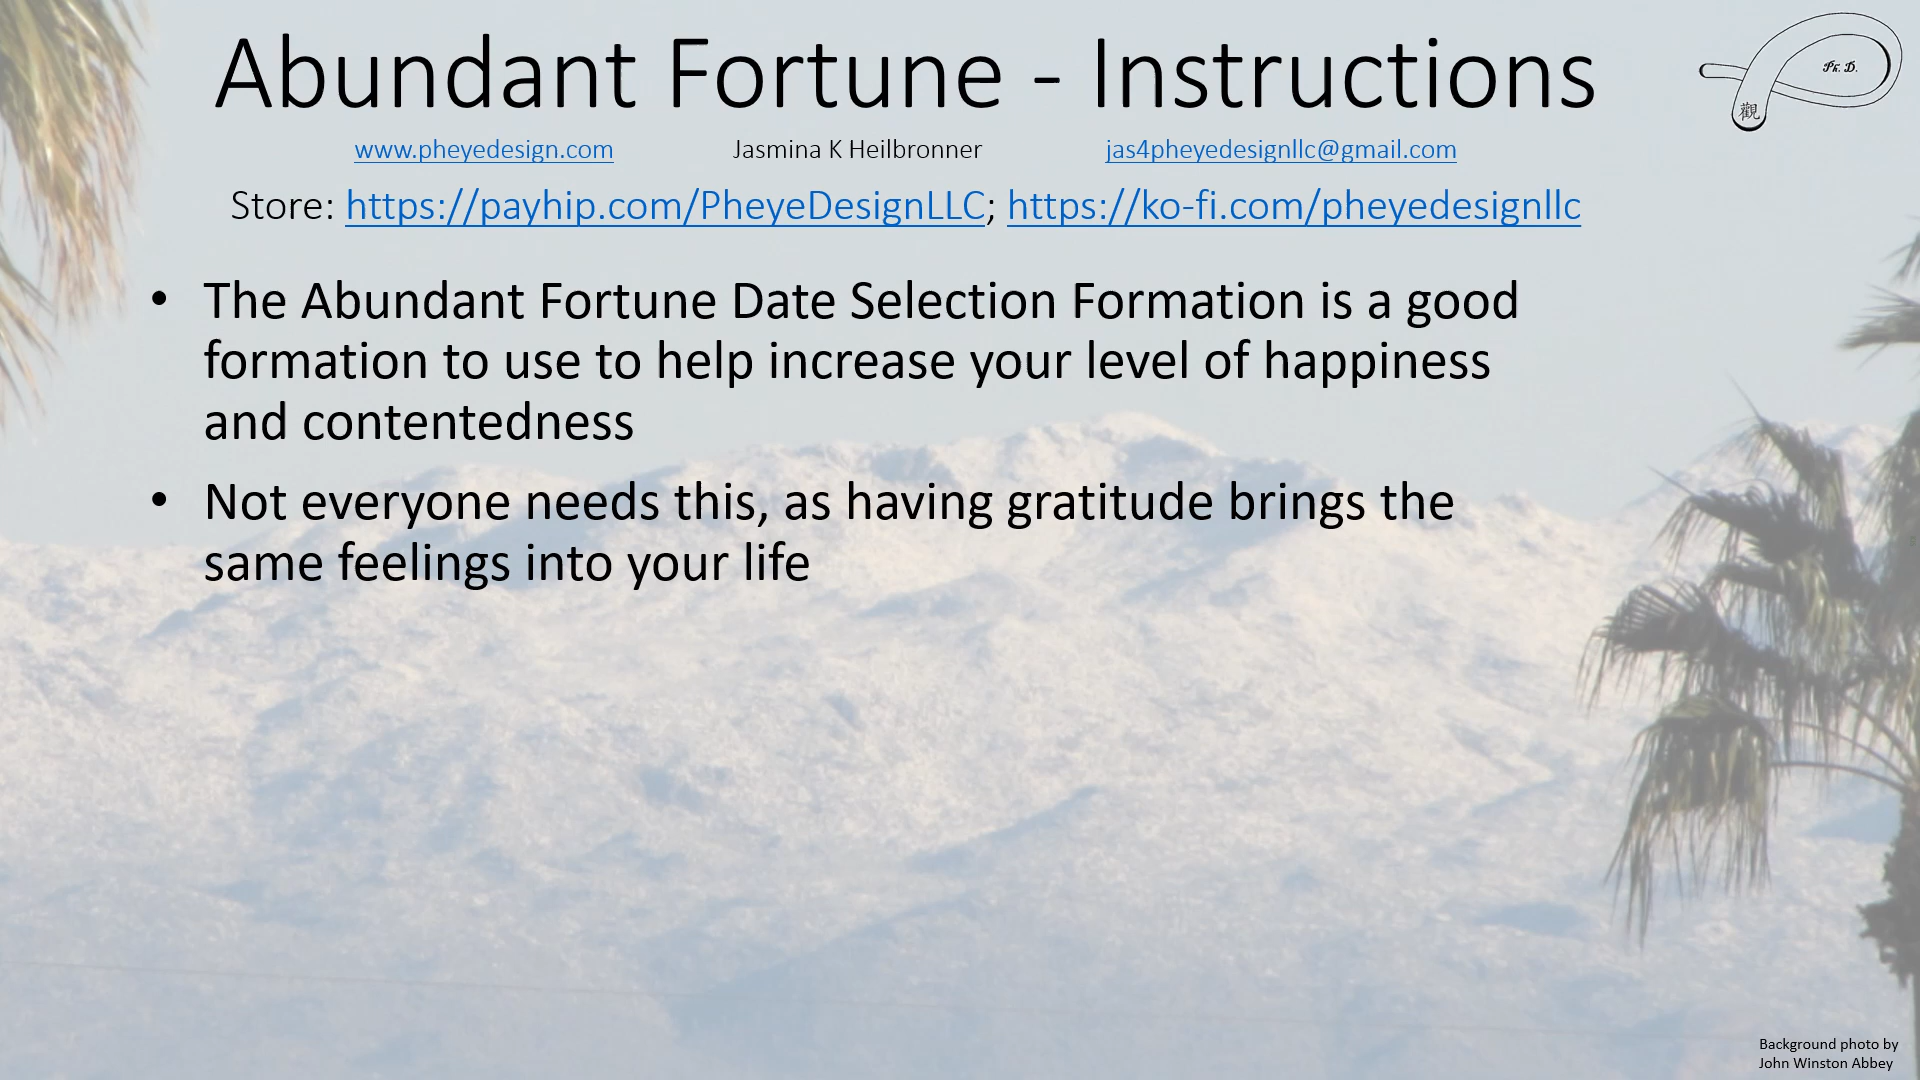 Abundant Fortune - Instructions
Ph. D.
觀
www.pheyedesign.com Jasmina K Heilbronner jas4pheyedesignllc@gmail.com
Store: https://payhip.com/PheyeDesignLLC; https://ko-fi.com/pheyedesignllc
• The Abundant Fortune Date Selection Formation is a good
formation to use to help increase your level of happiness
and contentedness
• Not everyone needs this, as having gratitude brings the
same feelings into your life
Background photo by
John Winston Abbey